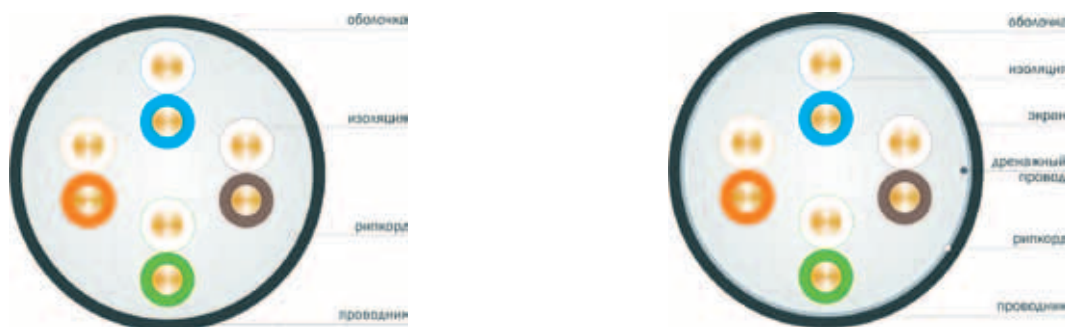 оболочка
изоляция
рипкорд
проводник
оболочка
изоляция
экран
дренажный
провод
рипкорд
проводник